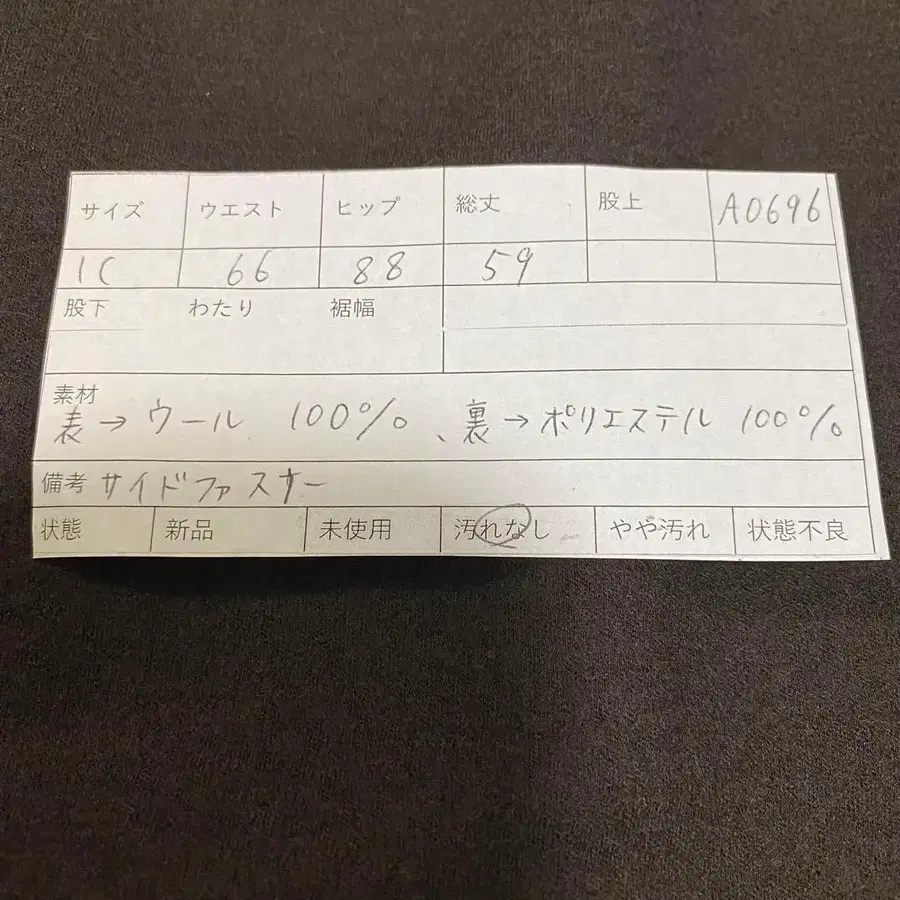 サイズ ウエスト ヒップ 総丈 股上 A0696
1C 66 88 59
股下 わたり 裾幅
素材
表→ウール 100%、裏→ポリエステル 100%
備考 サイドファスナー
状態 新品 未使用 汚れなし やや汚れ 状態不良